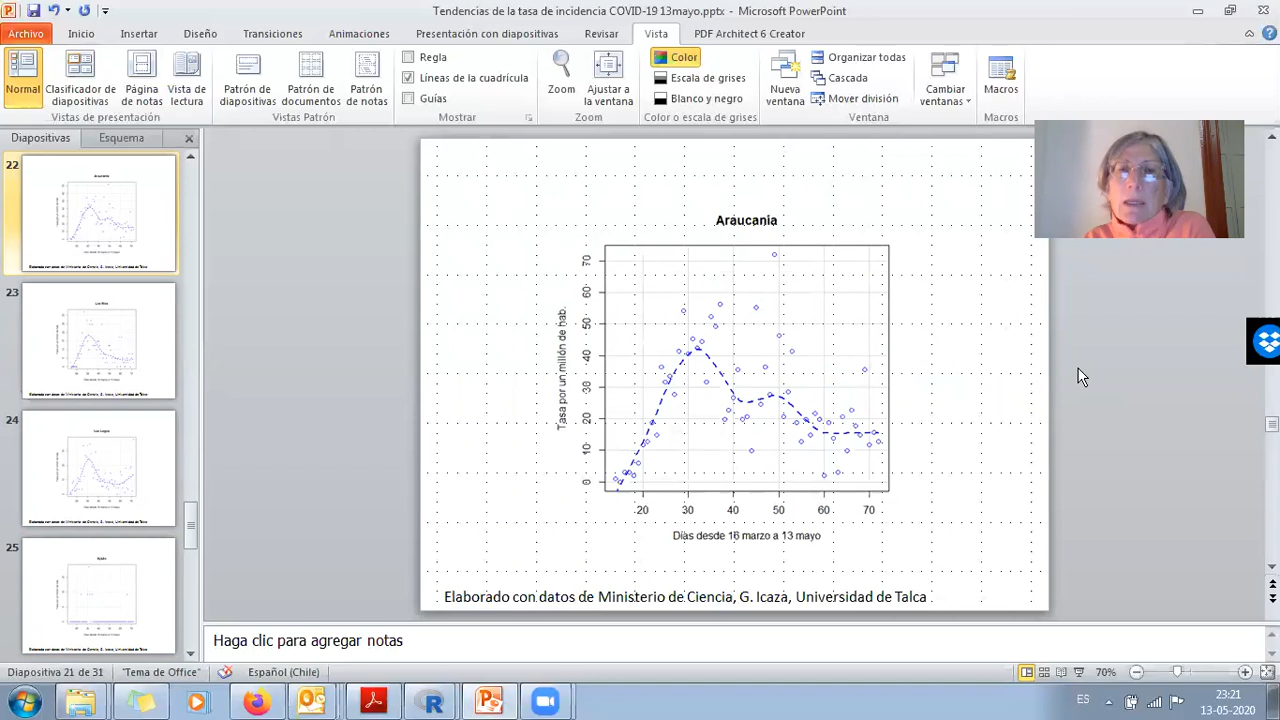 Tendencias de la tasa de incidencia COVID-19 13mayo.pptx - Microsoft PowerPoint
Archivo Inicio Insertar Diseño Transiciones Animaciones Presentación con diapositivas Revisar Vista PDF Architect 6 Creator
Normal
Clasificador de diapositivas
Página de notas
Vista de lectura
Vistas de presentación
Patrón de diapositivas
Patrón de documentos
Patrón de notas
Vistas Patrón
Regla
Líneas de la cuadrícula
Guías
Mostrar
Zoom
Ajustar a la ventana
Zoom
Color
Escala de grises
Blanco y negro
Color o escala de grises
Nueva ventana
Organizar todas
Cascada
Mover división
Ventana
Cambiar ventanas
Macros
Macros
Diapositivas Esquema
22
23
24
25
Araucania
Tasa por un millón de hab.
70
60
50
40
30
20
10
0
20 30 40 50 60 70
Días desde 16 marzo a 13 mayo
Elaborado con datos de Ministerio de Ciencia, G. Icaza, Universidad de Talca
Haga clic para agregar notas
Diapositiva 21 de 31 "Tema de Office" Español (Chile) 70%
ES
23:21
13-05-2020